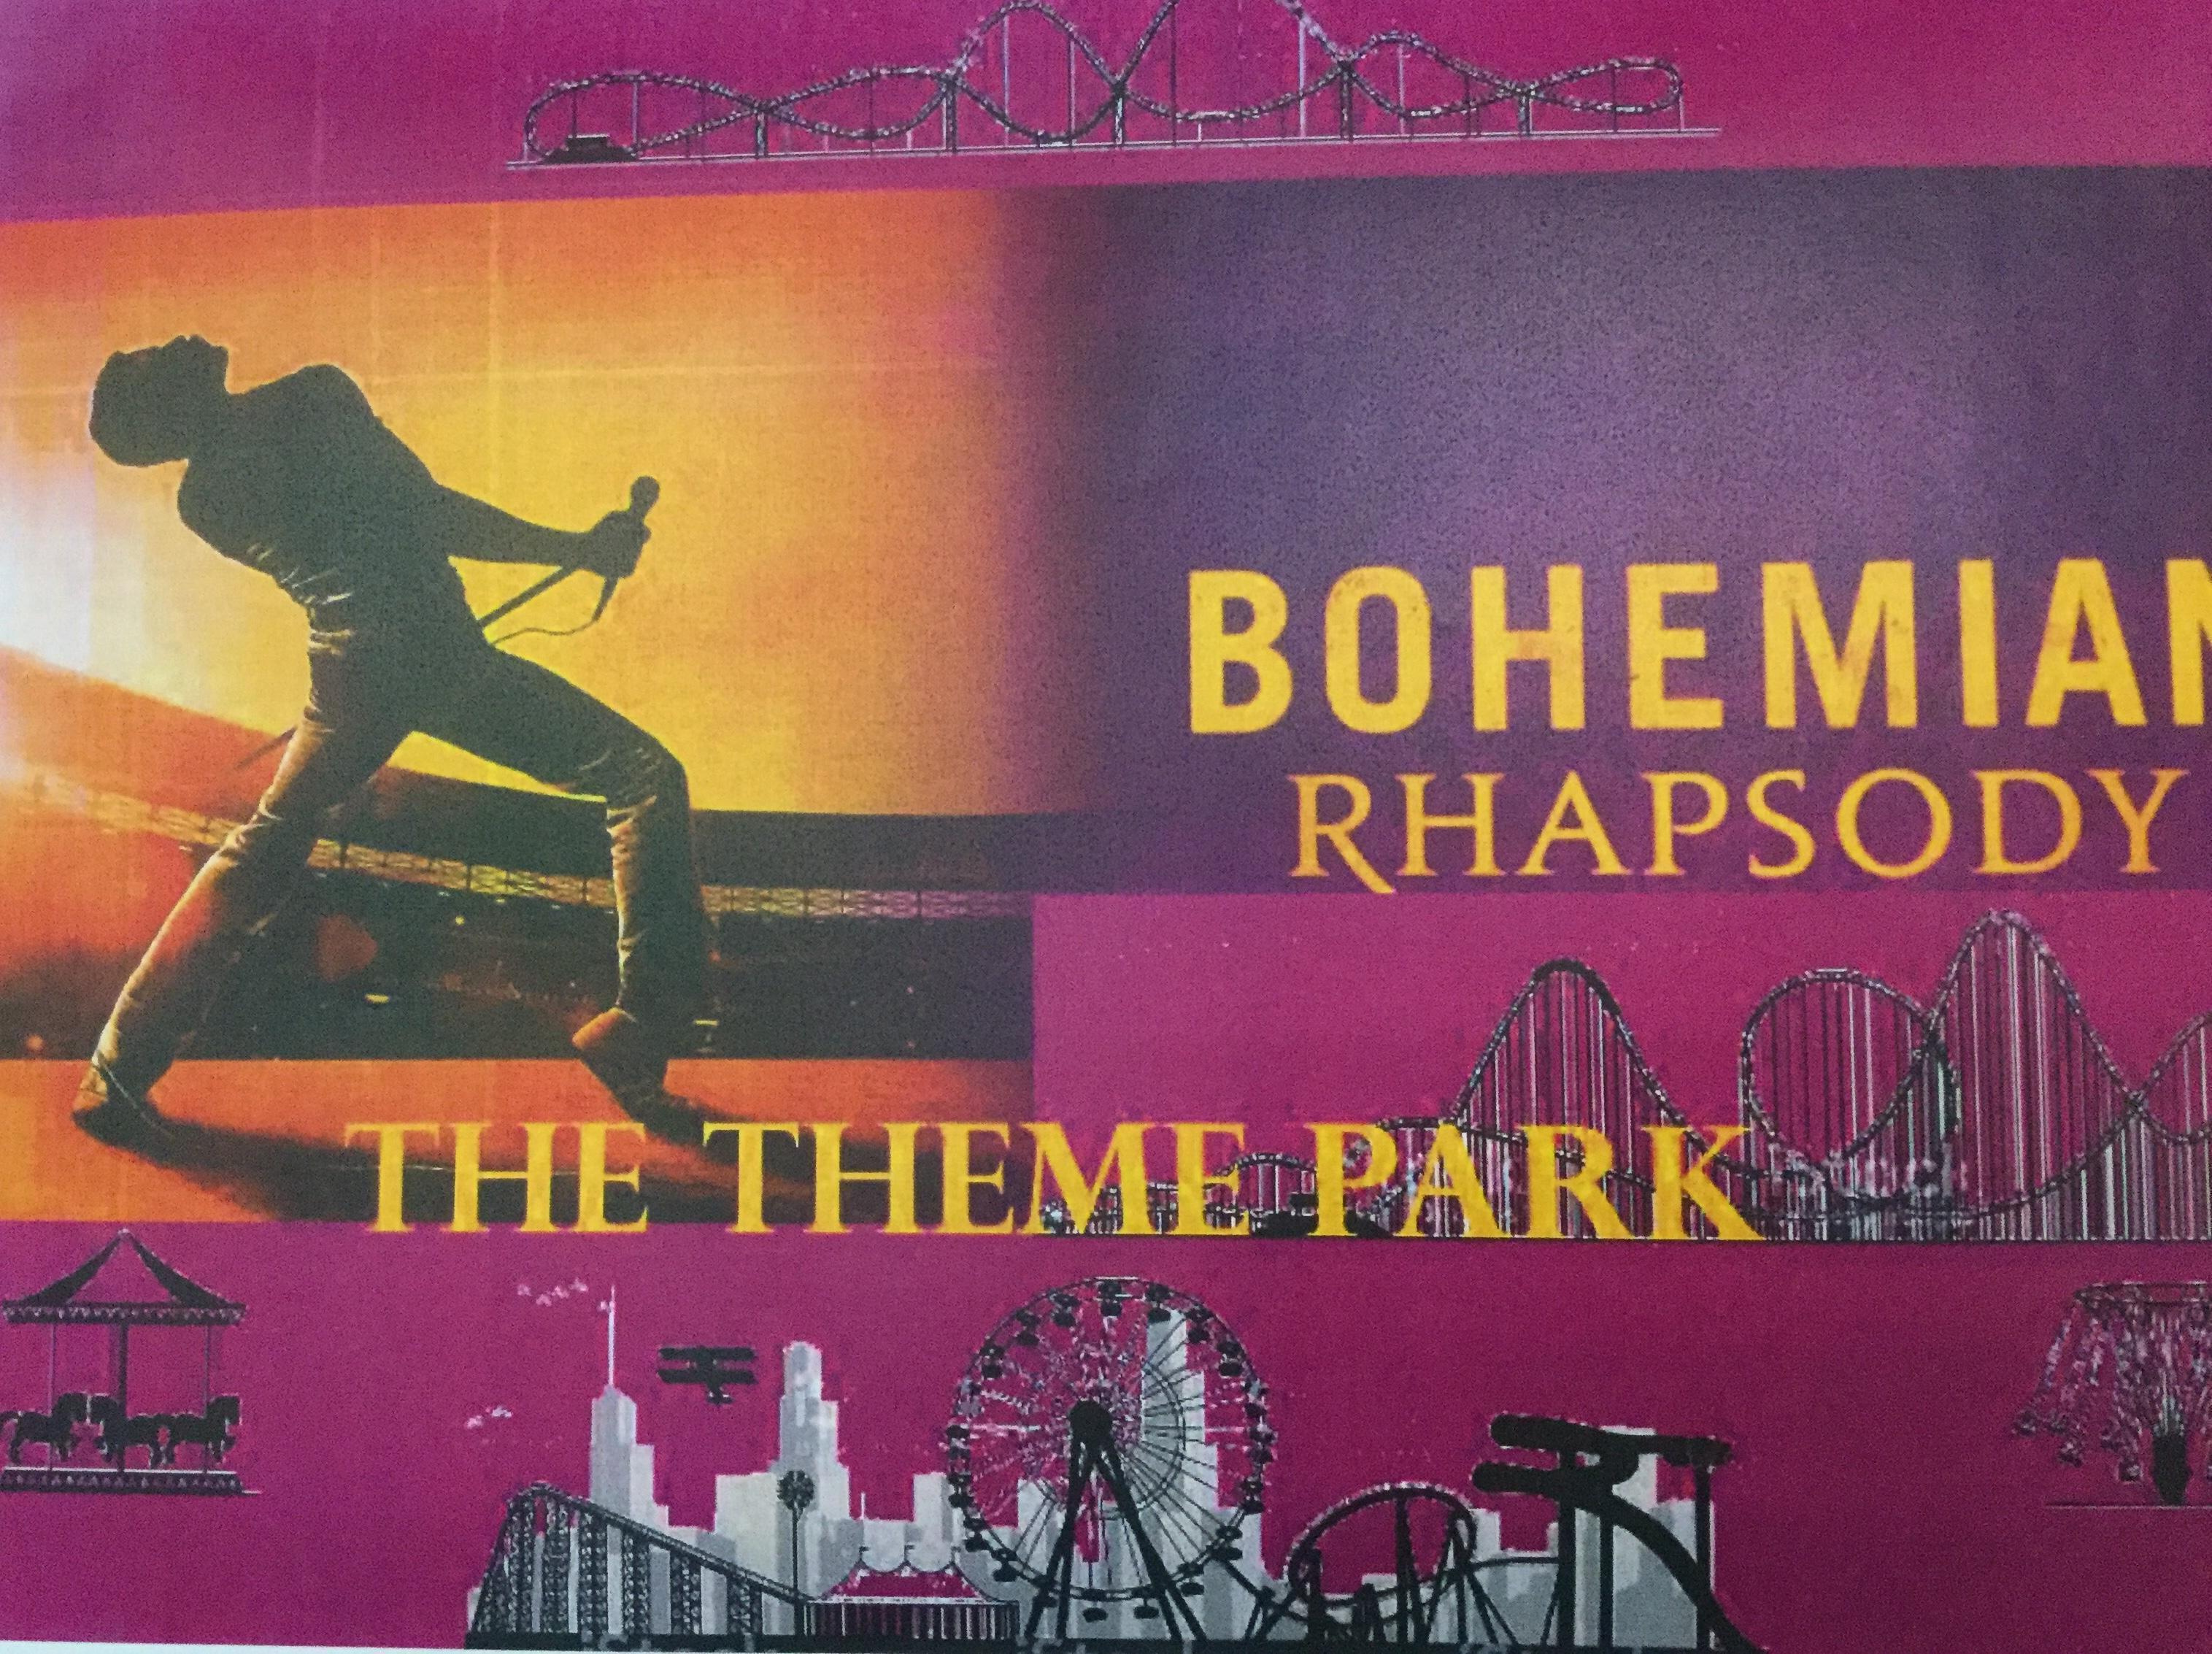 BOHEMIAN
RHAPSODY
THE THEME PARK